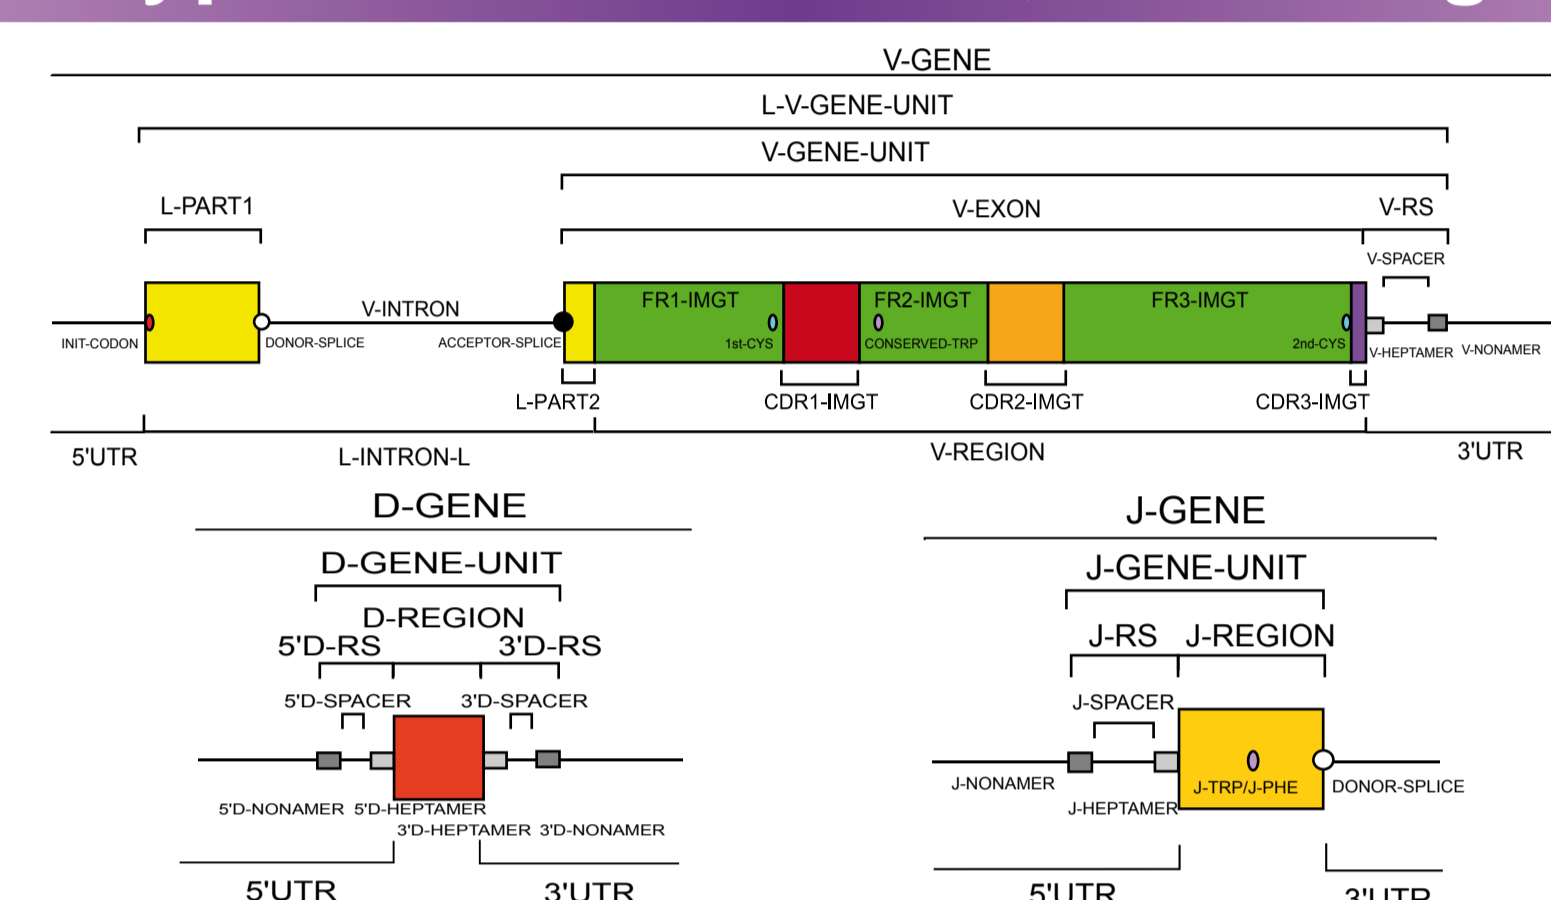 V-GENE
L-V-GENE-UNIT
V-GENE-UNIT
L-PART1
V-EXON
V-RS
V-SPACER
V-INTRON
FR1-IMGT
FR2-IMGT
FR3-IMGT
INIT-CODON
DONOR-SPLICE
ACCEPTOR-SPLICE
1st-CYS
CONSERVED-TRP
2nd-CYS
V-HEPTAMER
V-NONAMER
L-PART2
CDR1-IMGT
CDR2-IMGT
CDR3-IMGT
5'UTR
L-INTRON-L
V-REGION
3'UTR
D-GENE
D-GENE-UNIT
D-REGION
5'D-RS
3'D-RS
5'D-SPACER
3'D-SPACER
5'D-NONAMER
5'D-HEPTAMER
3'D-HEPTAMER
3'D-NONAMER
5'UTR
3'UTR
J-GENE
J-GENE-UNIT
J-RS
J-REGION
J-SPACER
J-NONAMER
J-TRP/J-PHE
DONOR-SPLICE
J-HEPTAMER
5'UTR
3'UTR